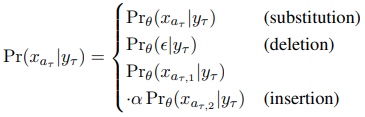 Pr_θ(x_{a_τ}|y_τ) (substitution)
Pr(x_{a_τ}|y_τ) = { Pr_θ(ϵ|y_τ) (deletion)
Pr_θ(x_{a_τ,1}|y_τ)
·α Pr_θ(x_{a_τ,2}|y_τ) (insertion)